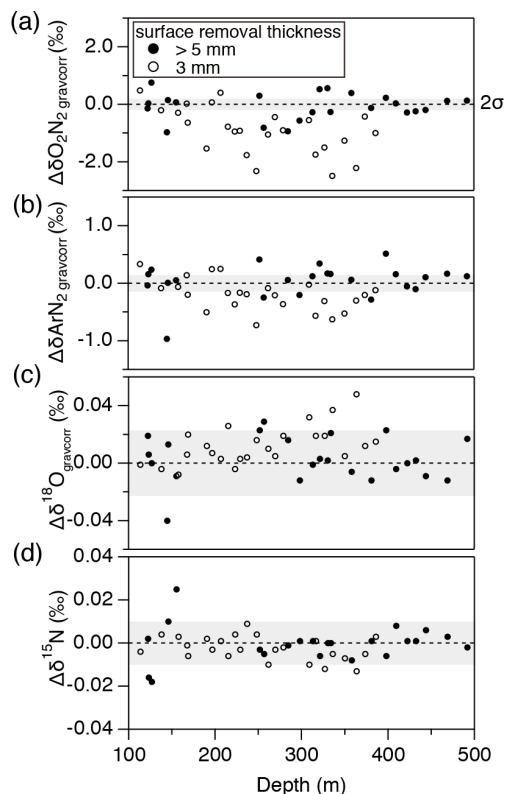 (a)
surface removal thickness
> 5 mm
3 mm
ΔδO₂N₂ gravcorr (‰)
2.0
0.0
-2.0
2σ
(b)
ΔδArN₂ gravcorr (‰)
1.0
0.0
-1.0
(c)
Δδ¹⁸Ogravcorr (‰)
0.04
0.00
-0.04
(d)
Δδ¹⁵N (‰)
0.04
0.02
0.00
-0.02
-0.04
100 200 300 400 500
Depth (m)